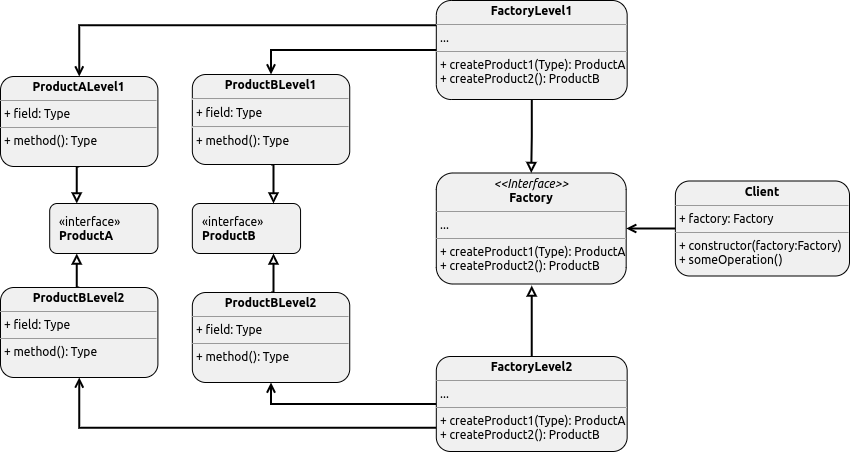 FactoryLevel1
...
+ createProduct1(Type): ProductA
+ createProduct2(): ProductB
ProductALevel1
+ field: Type
+ method(): Type
ProductBLevel1
+ field: Type
+ method(): Type
«interface»
ProductA
«interface»
ProductB
<<Interface>>
Factory
...
+ createProduct1(Type): ProductA
+ createProduct2(): ProductB
Client
+ factory: Factory
+ constructor(factory:Factory)
+ someOperation()
ProductBLevel2
+ field: Type
+ method(): Type
ProductBLevel2
+ field: Type
+ method(): Type
FactoryLevel2
...
+ createProduct1(Type): ProductA
+ createProduct2(): ProductB